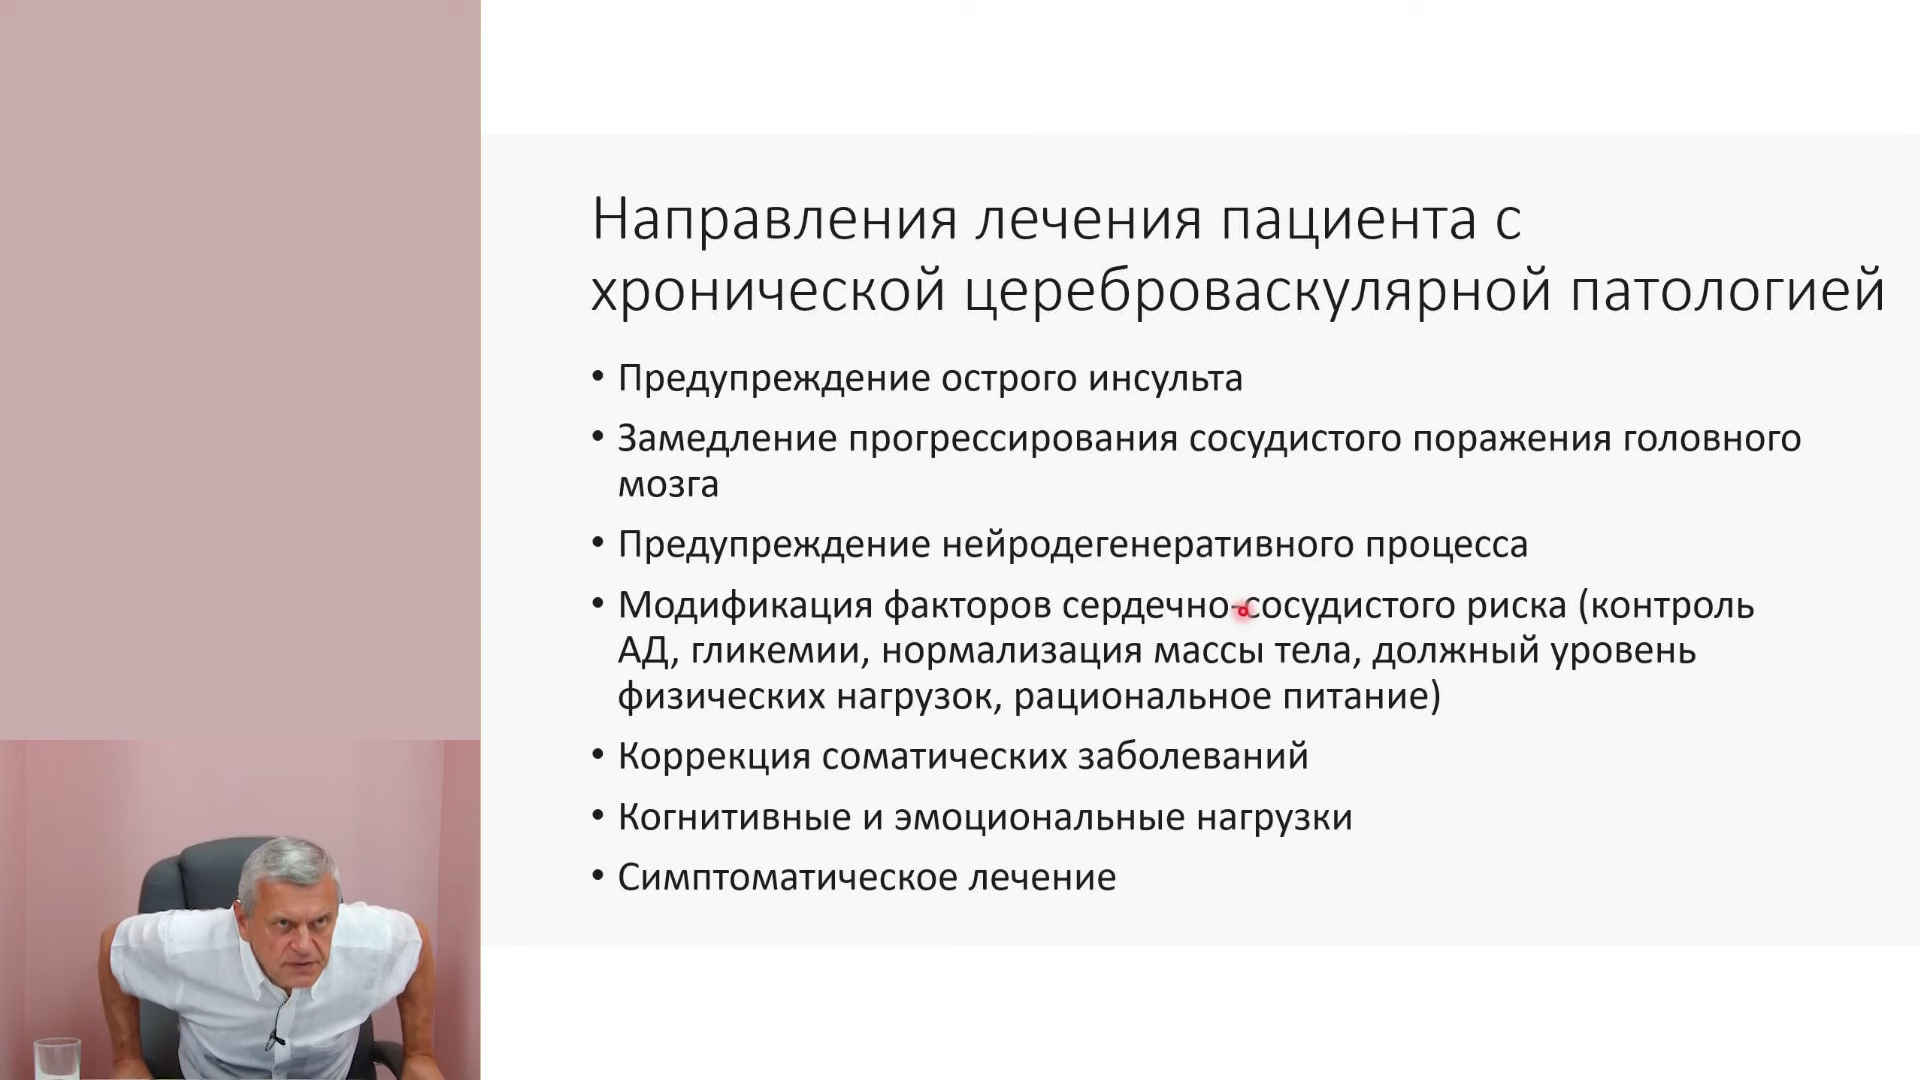 Направления лечения пациента с
хронической цереброваскулярной патологией
• Предупреждение острого инсульта
• Замедление прогрессирования сосудистого поражения головного
мозга
• Предупреждение нейродегенеративного процесса
• Модификация факторов сердечно-сосудистого риска (контроль
АД, гликемии, нормализация массы тела, должный уровень
физических нагрузок, рациональное питание)
• Коррекция соматических заболеваний
• Когнитивные и эмоциональные нагрузки
• Симптоматическое лечение